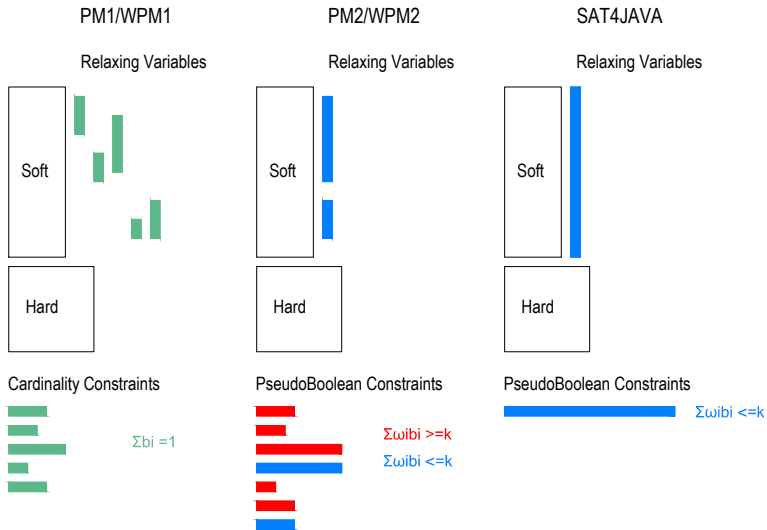 PM1/WPM1
PM2/WPM2
SAT4JAVA
Relaxing Variables
Relaxing Variables
Relaxing Variables
Soft
Soft
Soft
Hard
Hard
Hard
Cardinality Constraints
PseudoBoolean Constraints
PseudoBoolean Constraints
Σbi =1
Σωibi >=k
Σωibi <=k
Σωibi <=k